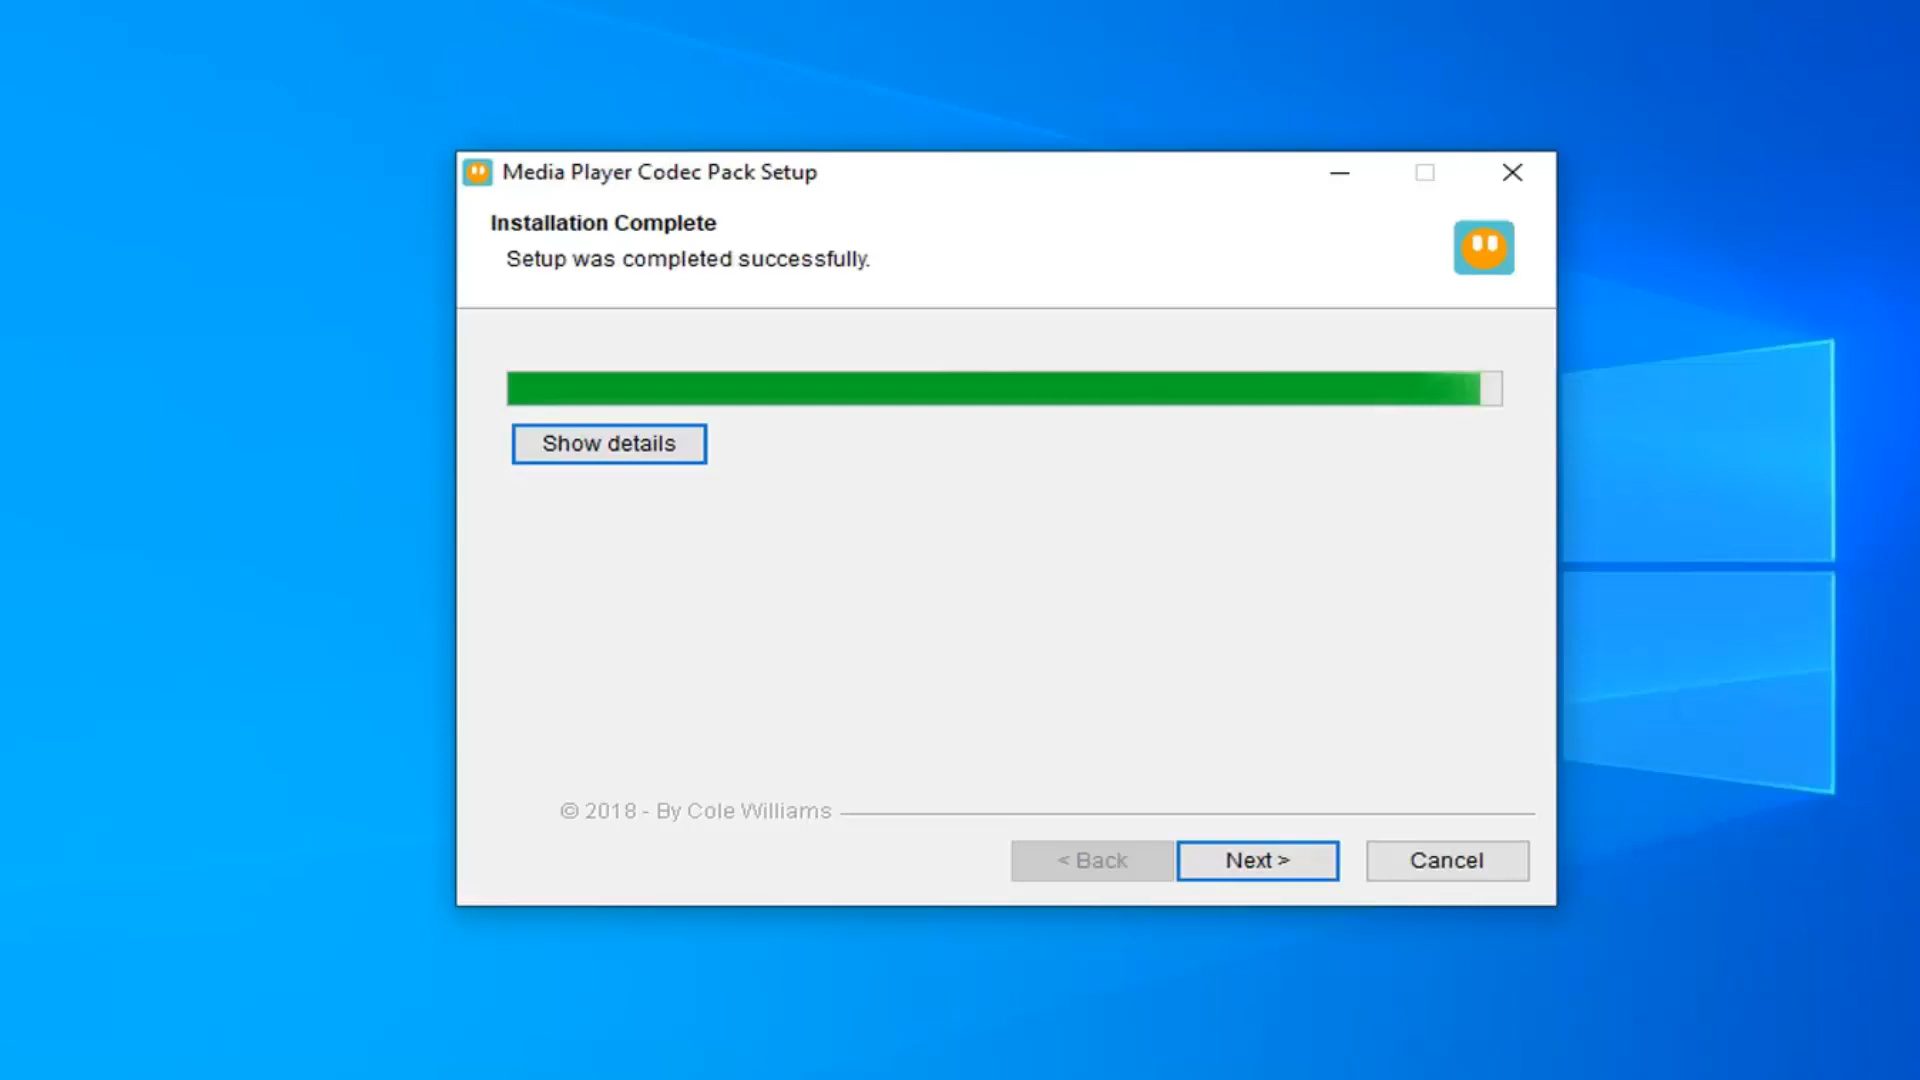 Media Player Codec Pack Setup
Installation Complete
Setup was completed successfully.
Show details
© 2018 - By Cole Williams
< Back
Next >
Cancel